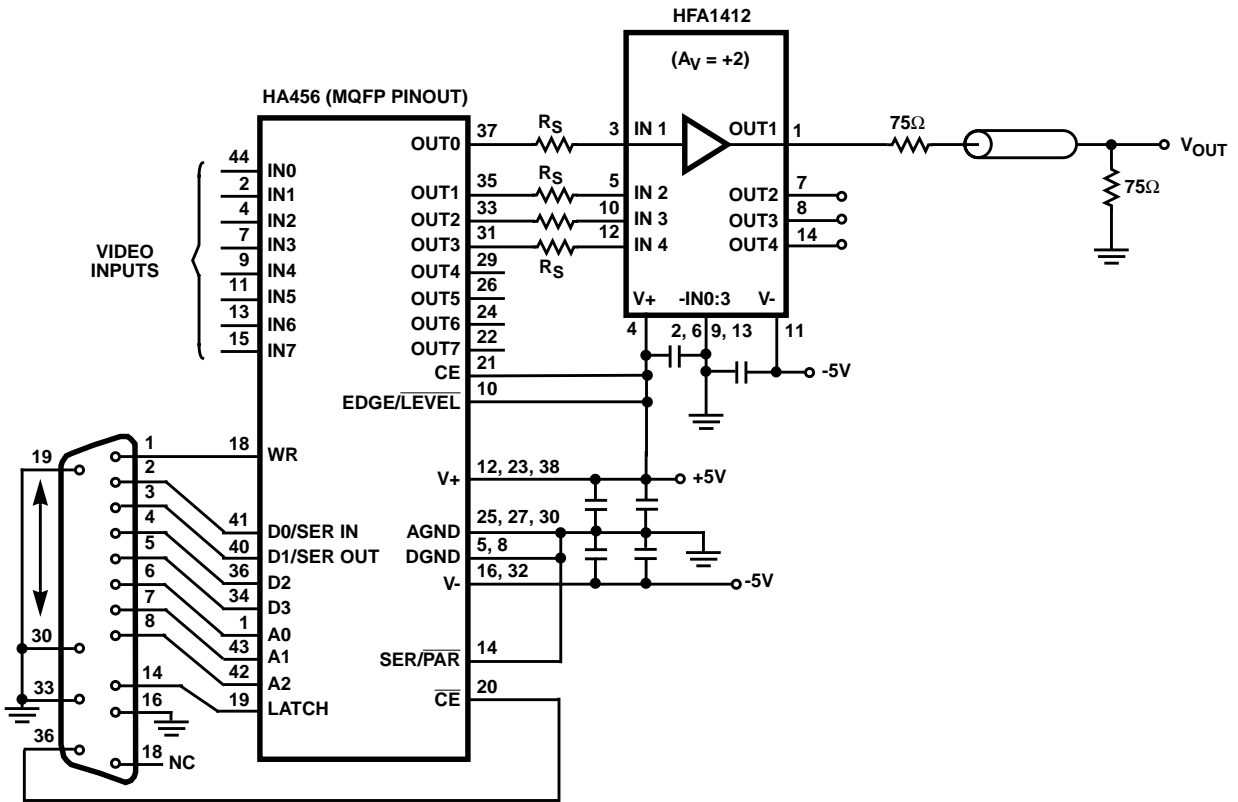 HFA1412
(AV = +2)
HA456 (MQFP PINOUT)
OUT0 37 RS 3 IN 1 OUT1 1 75Ω VOUT
44 IN0
2 IN1 OUT1 35 RS 5 IN 2 OUT2 7 75Ω
4 IN2 OUT2 33 10 IN 3 OUT3 8
7 IN3 OUT3 31 RS 12 IN 4 OUT4 14
VIDEO
INPUTS
9 IN4 OUT4 29
11 IN5 OUT5 26
13 IN6 OUT6 24
15 IN7 OUT7 22
V+ -IN0:3 V-
4 2, 6 9, 13 11
-5V
CE 21
EDGE/LEVEL 10
19 1 18 WR
V+ 12, 23, 38 +5V
2 41 D0/SER IN
AGND 25, 27, 30
3 40 D1/SER OUT
DGND 5, 8
4 36 D2
V- 16, 32 -5V
5 34 D3
6 1 A0
7 43 A1
8 42 A2
SER/PAR 14
30
14 19 LATCH
CE 20
33 16
36 18 NC